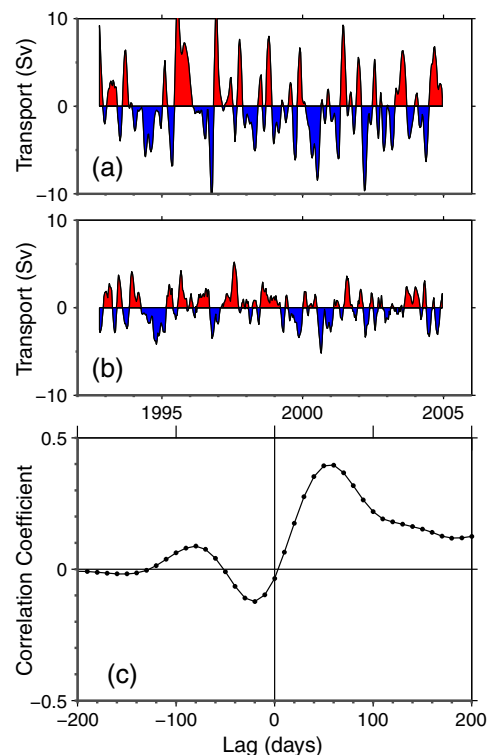 10
0
−10
Transport (Sv)
(a)
10
0
−10
Transport (Sv)
(b)
1995 2000 2005
0.5
0
-0.5
Correlation Coefficient
(c)
−200 −100 0 100 200
Lag (days)